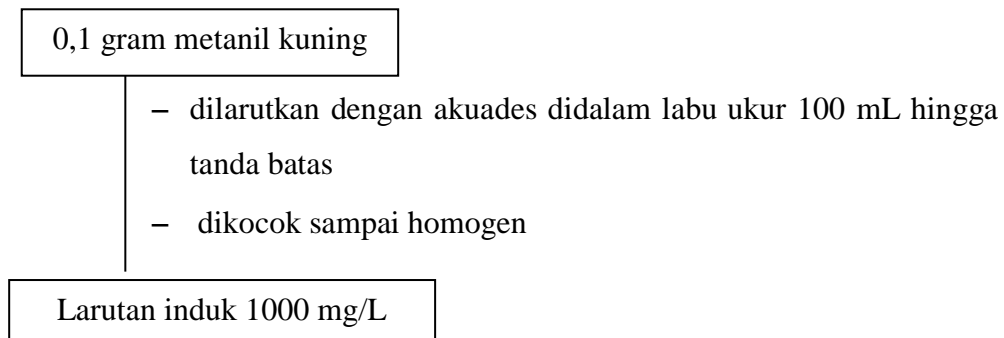 0,1 gram metanil kuning
– dilarutkan dengan akuades didalam labu ukur 100 mL hingga
tanda batas
– dikocok sampai homogen
Larutan induk 1000 mg/L